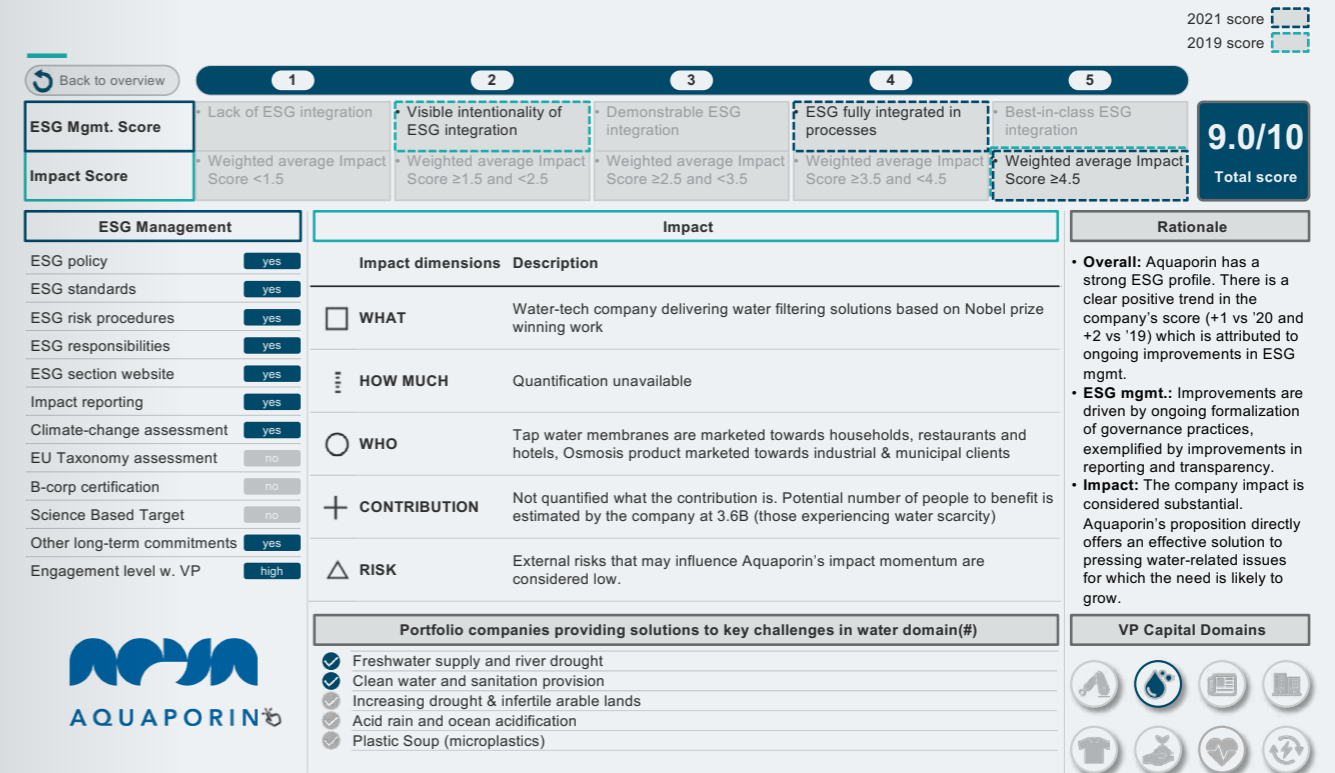 2021 score
2019 score
Back to overview
1
2
3
4
5
ESG Mgmt. Score
• Lack of ESG integration
• Visible intentionality of
ESG integration
• Demonstrable ESG
integration
• ESG fully integrated in
processes
• Best-in-class ESG
integration
Impact Score
• Weighted average Impact
Score <1.5
• Weighted average Impact
Score ≥1.5 and <2.5
• Weighted average Impact
Score ≥2.5 and <3.5
• Weighted average Impact
Score ≥3.5 and <4.5
• Weighted average Impact
Score ≥4.5
9.0/10
Total score
ESG Management
ESG policy yes
ESG standards yes
ESG risk procedures yes
ESG responsibilities yes
ESG section website yes
Impact reporting yes
Climate-change assessment yes
EU Taxonomy assessment no
B-corp certification no
Science Based Target no
Other long-term commitments yes
Engagement level w. VP high
AQUAPORIN
Impact
Impact dimensions Description
WHAT
Water-tech company delivering water filtering solutions based on Nobel prize
winning work
HOW MUCH
Quantification unavailable
WHO
Tap water membranes are marketed towards households, restaurants and
hotels, Osmosis product marketed towards industrial & municipal clients
CONTRIBUTION
Not quantified what the contribution is. Potential number of people to benefit is
estimated by the company at 3.6B (those experiencing water scarcity)
RISK
External risks that may influence Aquaporin's impact momentum are
considered low.
Portfolio companies providing solutions to key challenges in water domain(#)
Freshwater supply and river drought
Clean water and sanitation provision
Increasing drought & infertile arable lands
Acid rain and ocean acidification
Plastic Soup (microplastics)
Rationale
• Overall: Aquaporin has a
strong ESG profile. There is a
clear positive trend in the
company's score (+1 vs '20 and
+2 vs '19) which is attributed to
ongoing improvements in ESG
mgmt.
• ESG mgmt.: Improvements are
driven by ongoing formalization
of governance practices,
exemplified by improvements in
reporting and transparency.
• Impact: The company impact is
considered substantial.
Aquaporin's proposition directly
offers an effective solution to
pressing water-related issues
for which the need is likely to
grow.
VP Capital Domains